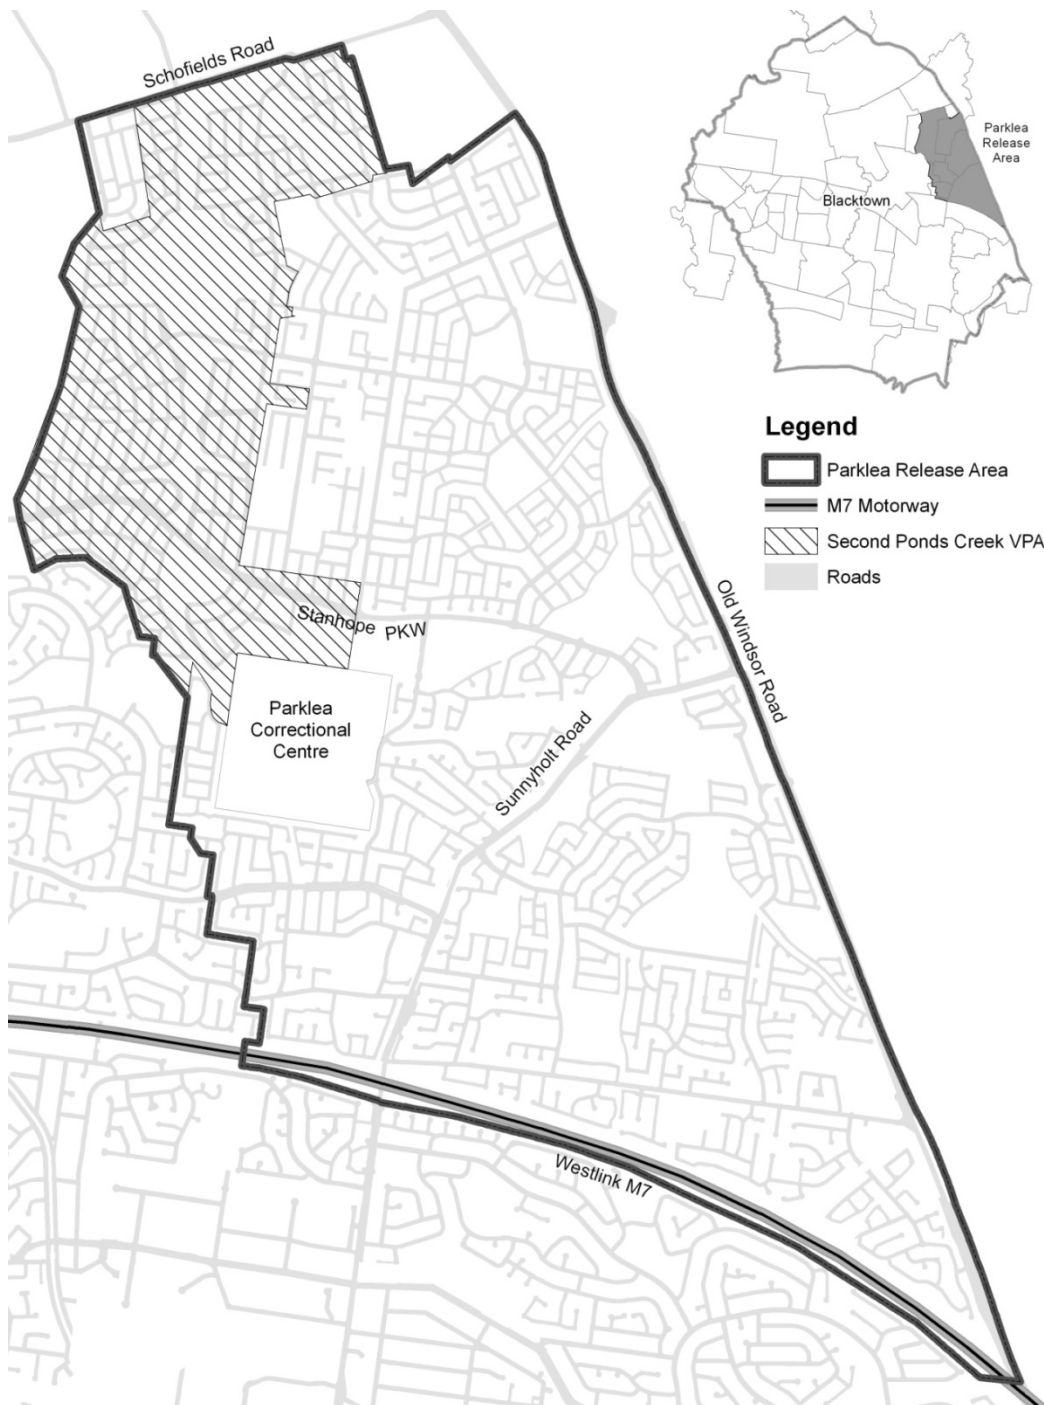 Schofields Road
Parklea
Release
Area
Blacktown
Legend
Parklea Release Area
M7 Motorway
Second Ponds Creek VPA
Roads
Stanhope PKW
Old Windsor Road
Parklea
Correctional
Centre
Sunnyholt Road
Westlink M7